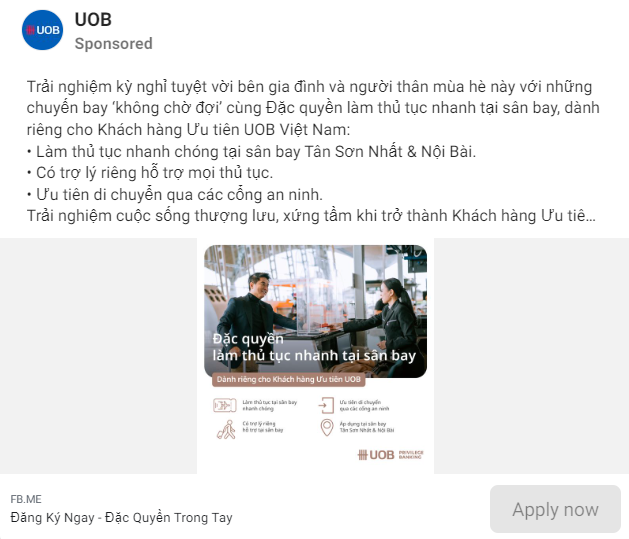 UOB
UOB
Sponsored
Trải nghiệm kỳ nghỉ tuyệt vời bên gia đình và người thân mùa hè này với những
chuyến bay ‘không chờ đợi’ cùng Đặc quyền làm thủ tục nhanh tại sân bay, dành
riêng cho Khách hàng Ưu tiên UOB Việt Nam:
• Làm thủ tục nhanh chóng tại sân bay Tân Sơn Nhất & Nội Bài.
• Có trợ lý riêng hỗ trợ mọi thủ tục.
• Ưu tiên di chuyển qua các cổng an ninh.
Trải nghiệm cuộc sống thượng lưu, xứng tầm khi trở thành Khách hàng Ưu tiê...
Đặc quyền
làm thủ tục nhanh tại sân bay
Dành riêng cho Khách hàng Ưu tiên UOB
Làm thủ tục tại sân bay
nhanh chóng
Ưu tiên di chuyển
qua các cổng an ninh
Có trợ lý riêng
hỗ trợ tại sân bay
Áp dụng tại sân bay
Tân Sơn Nhất & Nội Bài
UOB PRIVILEGE
BANKING
FB.ME
Đăng Ký Ngay - Đặc Quyền Trong Tay
Apply now